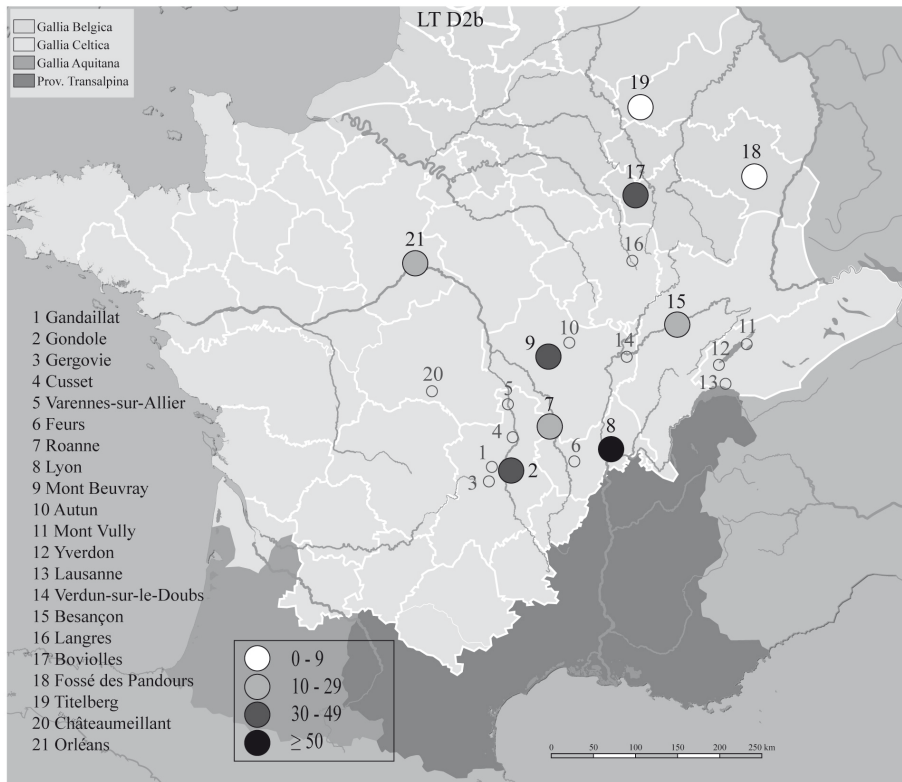 LT D2b
Gallia Belgica
Gallia Celtica
Gallia Aquitana
Prov. Transalpina
19
18
17
16
21
15
10
9
14
11
12
13
20
5
7
4
8
6
1
2
3
1 Gandaillat
2 Gondole
3 Gergovie
4 Cusset
5 Varennes-sur-Allier
6 Feurs
7 Roanne
8 Lyon
9 Mont Beuvray
10 Autun
11 Mont Vully
12 Yverdon
13 Lausanne
14 Verdun-sur-le-Doubs
15 Besançon
16 Langres
17 Boviolles
18 Fossé des Pandours
19 Titelberg
20 Châteaumeillant
21 Orléans
0 - 9
10 - 29
30 - 49
≥ 50
0 50 100 150 200 250 km